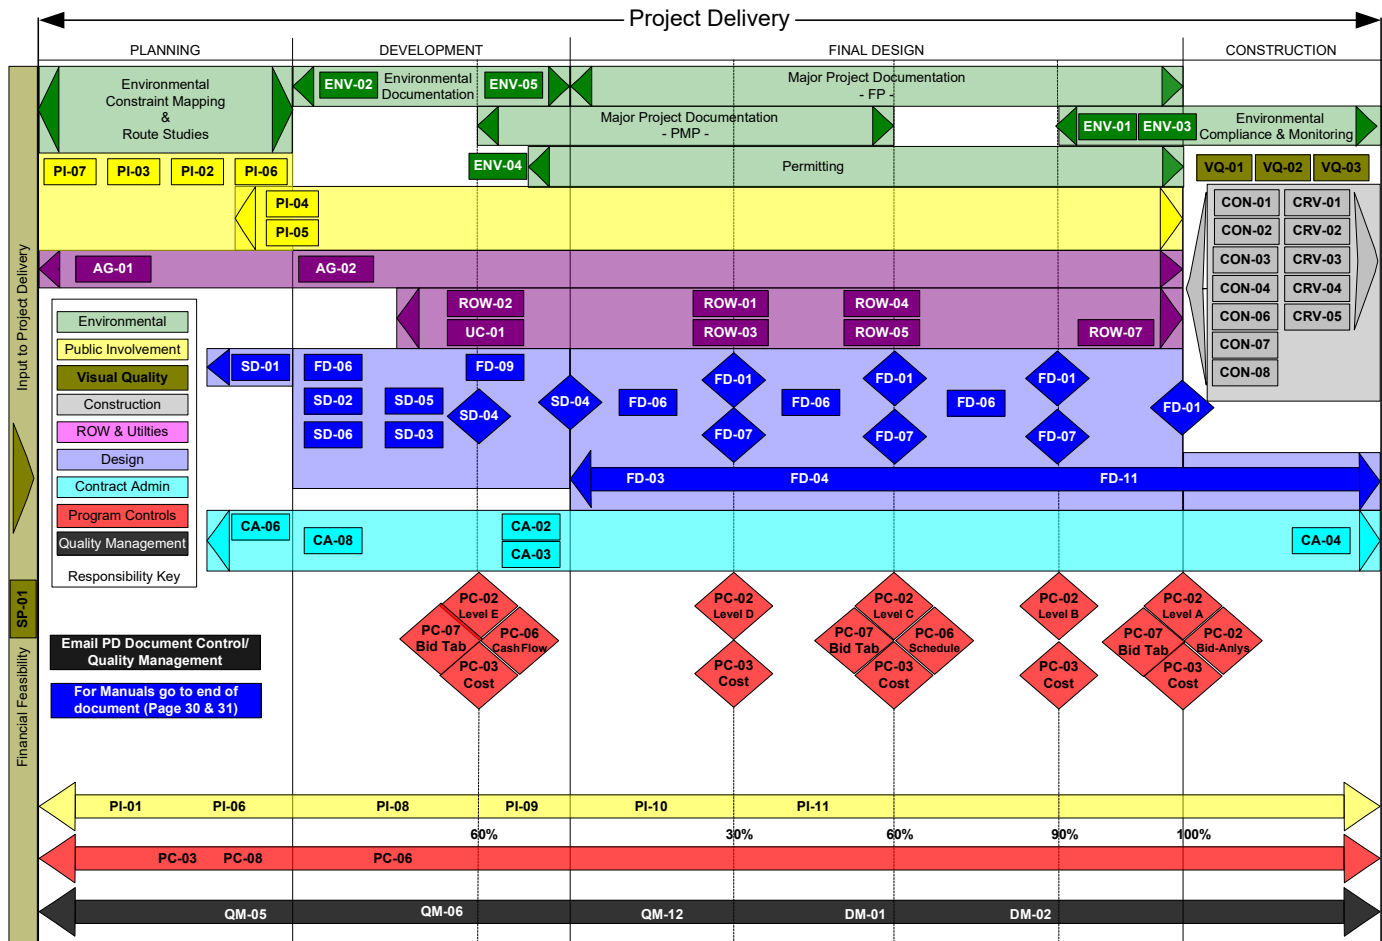 Project Delivery
PLANNING
DEVELOPMENT
FINAL DESIGN
CONSTRUCTION
Input to Project Delivery
SP-01
Financial Feasibility
Environmental
Constraint Mapping
&
Route Studies
ENV-02
Environmental
Documentation
ENV-05
Major Project Documentation
- FP -
Major Project Documentation
- PMP -
ENV-01
ENV-03
Environmental
Compliance & Monitoring
ENV-04
Permitting
PI-07
PI-03
PI-02
PI-06
VQ-01
VQ-02
VQ-03
PI-04
PI-05
CON-01
CRV-01
CON-02
CRV-02
CON-03
CRV-03
CON-04
CRV-04
CON-06
CRV-05
CON-07
CON-08
AG-01
AG-02
ROW-02
ROW-01
ROW-04
UC-01
ROW-03
ROW-05
ROW-07
Environmental
Public Involvement
Visual Quality
Construction
ROW & Utilties
Design
Contract Admin
Program Controls
Quality Management
Responsibility Key
SD-01
FD-06
FD-09
SD-02
SD-05
SD-06
SD-03
SD-04
SD-04
FD-06
FD-01
FD-07
FD-06
FD-01
FD-07
FD-06
FD-01
FD-07
FD-01
FD-03
FD-04
FD-11
CA-06
CA-08
CA-02
CA-03
CA-04
PC-02
Level E
PC-07
Bid Tab
PC-06
CashFlow
PC-03
Cost
PC-02
Level D
PC-03
Cost
PC-02
Level C
PC-07
Bid Tab
PC-06
Schedule
PC-03
Cost
PC-02
Level B
PC-03
Cost
PC-02
Level A
PC-07
Bid Tab
PC-02
Bid-Anlys
PC-03
Cost
Email PD Document Control/
Quality Management
For Manuals go to end of
document (Page 30 & 31)
PI-01
PI-06
PI-08
PI-09
PI-10
PI-11
60%
30%
60%
90%
100%
PC-03
PC-08
PC-06
QM-05
QM-06
QM-12
DM-01
DM-02